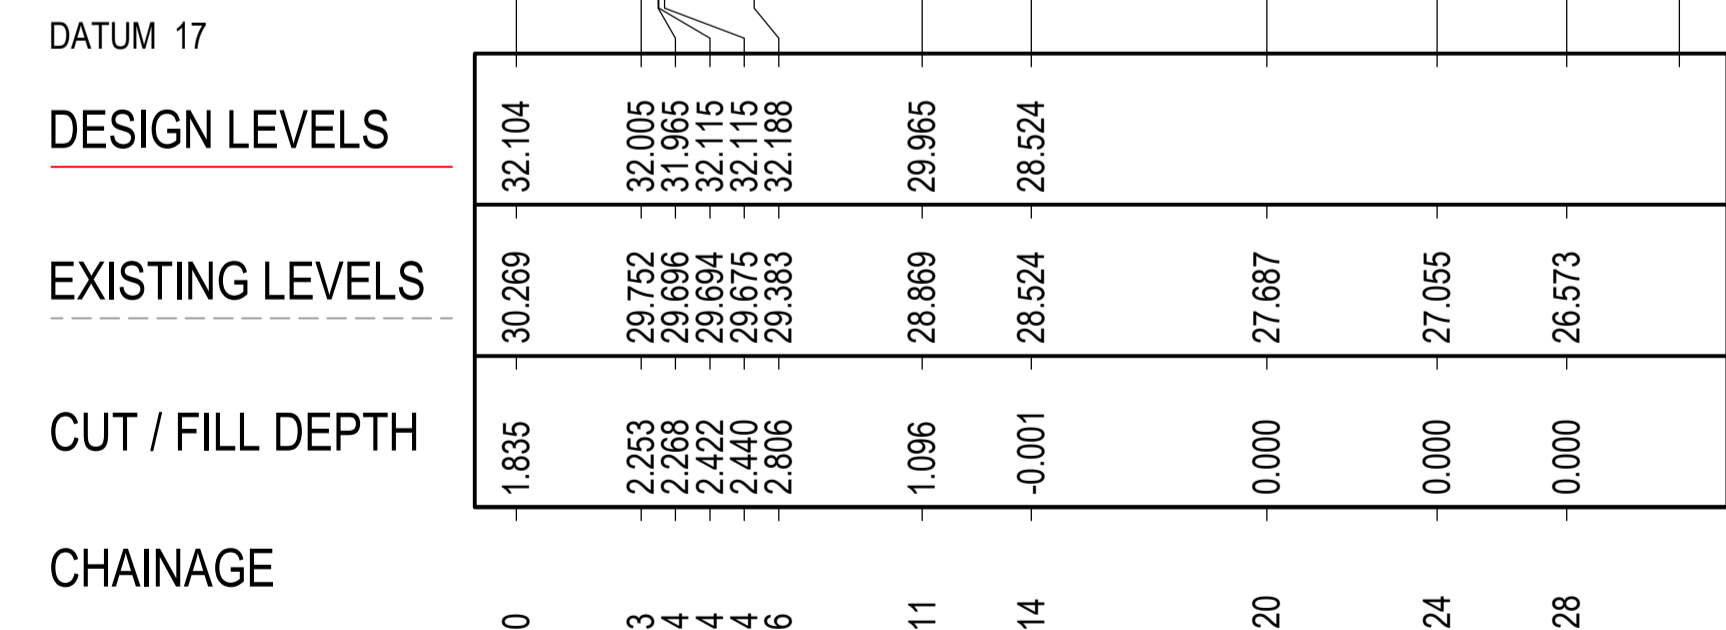 DATUM 17
DESIGN LEVELS 32.104 32.005 31.965 32.115 32.115 32.188 29.965 28.524
EXISTING LEVELS 30.269 29.752 29.696 29.694 29.675 29.383 28.869 28.524 27.687 27.055 26.573
CUT / FILL DEPTH 1.835 2.253 2.268 2.422 2.440 2.806 1.096 -0.001 0.000 0.000 0.000
CHAINAGE 0 3 4 4 4 6 11 14 20 24 28